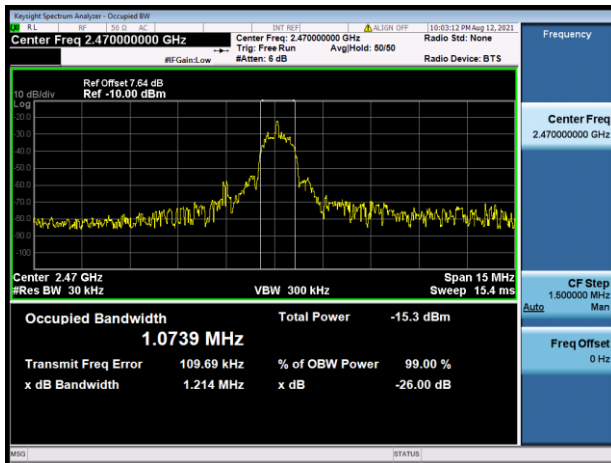 Keysight Spectrum Analyzer - Occupied BW
RL RF 50 Ω AC INT REF ALIGN OFF 10:03:12 PM Aug 12, 2021
Center Freq 2.470000000 GHz
Center Freq: 2.470000000 GHz
Radio Std: None
Trig: Free Run Avg|Hold: 50/50
#IFGain:Low #Atten: 6 dB Radio Device: BTS
Frequency
Ref Offset 7.64 dB
10 dB/div Ref -10.00 dBm
Log
-20.0
-30.0
-40.0
-50.0
-60.0
-70.0
-80.0
-90.0
-100
Center 2.47 GHz Span 15 MHz
#Res BW 30 kHz VBW 300 kHz Sweep 15.4 ms
Occupied Bandwidth Total Power -15.3 dBm
1.0739 MHz
Transmit Freq Error 109.69 kHz % of OBW Power 99.00 %
x dB Bandwidth 1.214 MHz x dB -26.00 dB
Center Freq
2.470000000 GHz
CF Step
1.500000 MHz
Auto Man
Freq Offset
0 Hz
MSG STATUS